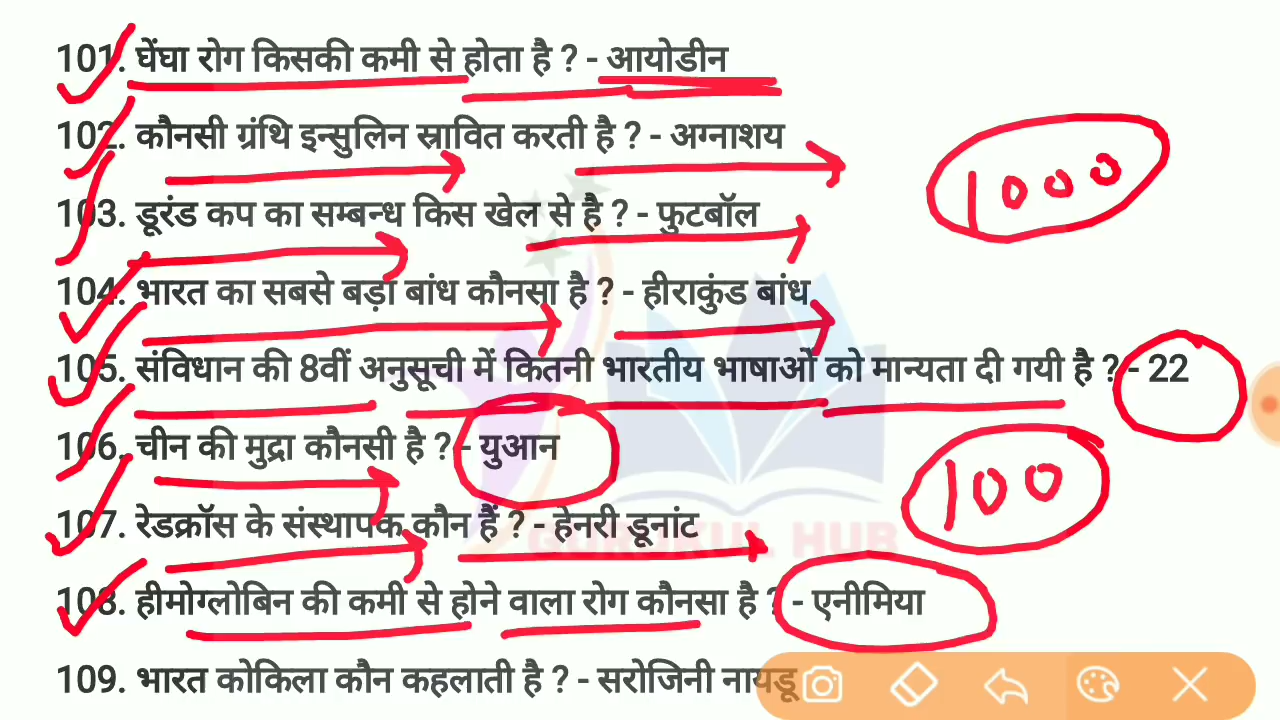 101. घेंघा रोग किसकी कमी से होता है ? - आयोडीन
102. कौनसी ग्रंथि इन्सुलिन स्रावित करती है ? - अग्नाशय
1000
103. डूरंड कप का सम्बन्ध किस खेल से है ? - फुटबॉल
104. भारत का सबसे बड़ा बांध कौनसा है ? - हीराकुंड बांध
105. संविधान की 8वीं अनुसूची में कितनी भारतीय भाषाओं को मान्यता दी गयी है ? - 22
106. चीन की मुद्रा कौनसी है ? - युआन
100
107. रेडक्रॉस के संस्थापक कौन हैं ? - हेनरी डूनांट
GURUKUL HUB
108. हीमोग्लोबिन की कमी से होने वाला रोग कौनसा है ? - एनीमिया
109. भारत कोकिला कौन कहलाती है ? - सरोजिनी नायडू